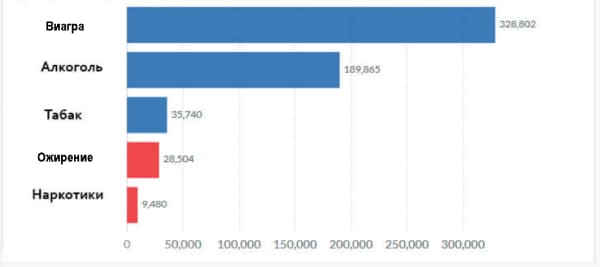 Виагра 328,802
Алкоголь 189,865
Табак 35,740
Ожирение 28,504
Наркотики 9,480
0 50,000 100,000 150,000 200,000 250,000 300,000